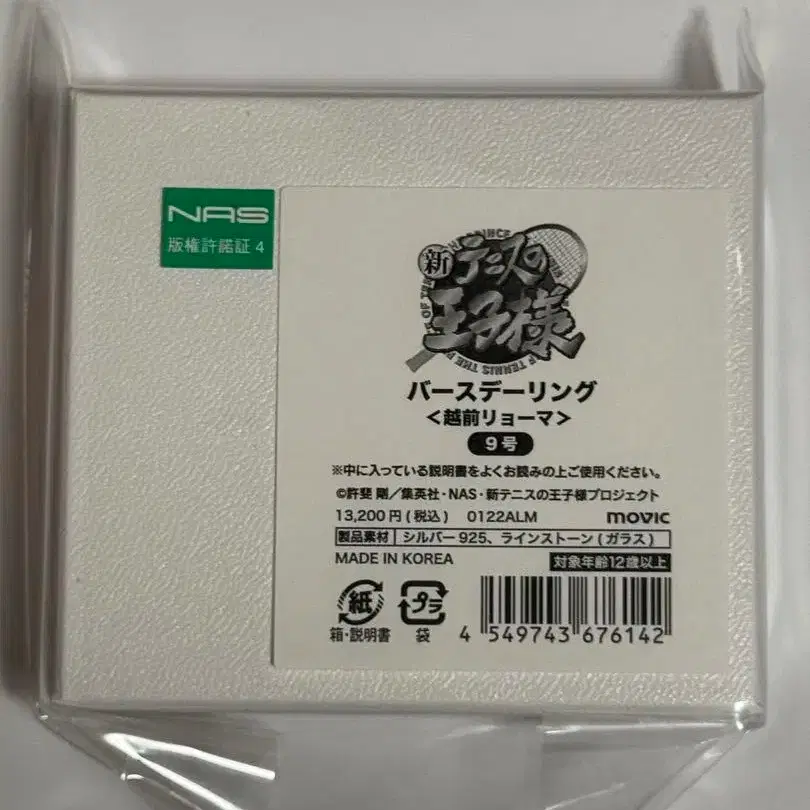 NAS
版権許諾証 4
新テニスの
王子様
バースデーリング
＜越前リョーマ＞
9号
※中に入っている説明書をよくお読みの上ご使用ください。
©許斐 剛／集英社・NAS・新テニスの王子様プロジェクト
13,200円(税込) 0122ALM movic
製品素材 シルバー925、ラインストーン(ガラス)
MADE IN KOREA 対象年齢12歳以上
紙 プラ
箱・説明書 袋
4 549743 676142